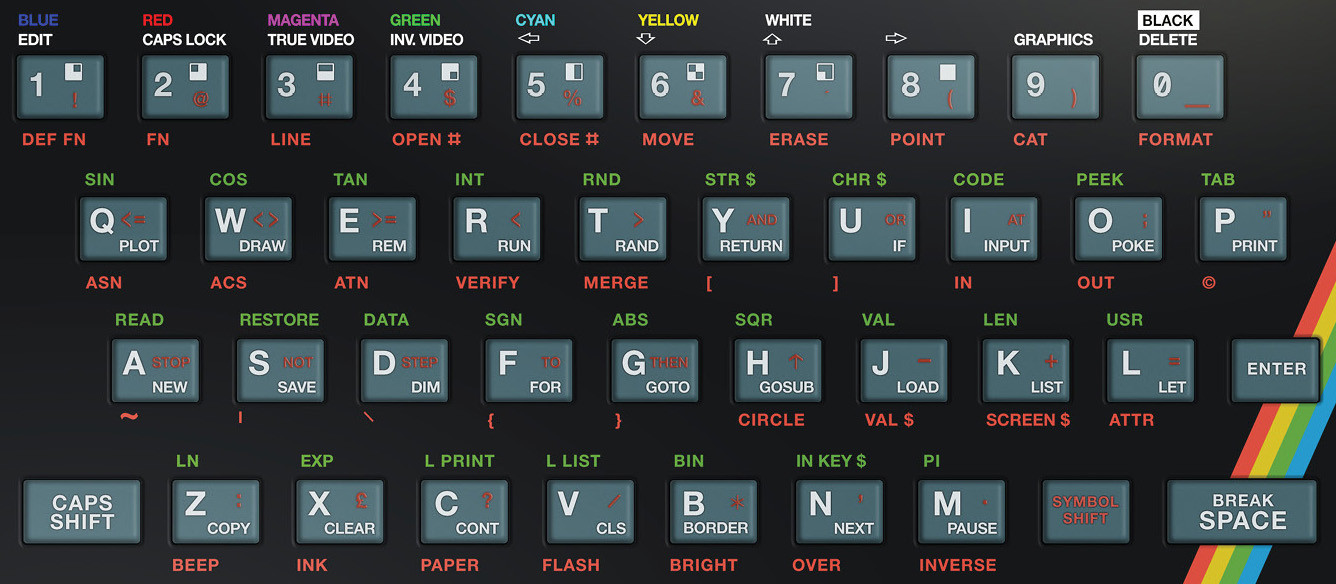 BLUE RED MAGENTA GREEN CYAN YELLOW WHITE BLACK
EDIT CAPS LOCK TRUE VIDEO INV. VIDEO ⇦ ⇩ ⇧ ⇨ GRAPHICS DELETE
1 ! 2 @ 3 # 4 $ 5 % 6 & 7 ' 8 ( 9 ) 0 _
DEF FN FN LINE OPEN # CLOSE # MOVE ERASE POINT CAT FORMAT
SIN COS TAN INT RND STR $ CHR $ CODE PEEK TAB
Q <= W <> E >= R < T > Y AND U OR I AT O ; P "
PLOT DRAW REM RUN RAND RETURN IF INPUT POKE PRINT
ASN ACS ATN VERIFY MERGE [ ] IN OUT ©
READ RESTORE DATA SGN ABS SQR VAL LEN USR
A STOP S NOT D STEP F TO G THEN H ↑ J − K + L = ENTER
NEW SAVE DIM FOR GOTO GOSUB LOAD LIST LET
~ | \ { } CIRCLE VAL $ SCREEN $ ATTR
LN EXP L PRINT L LIST BIN IN KEY $ PI
CAPS Z : X £ C ? V / B * N , M . SYMBOL BREAK
SHIFT COPY CLEAR CONT CLS BORDER NEXT PAUSE SHIFT SPACE
BEEP INK PAPER FLASH BRIGHT OVER INVERSE